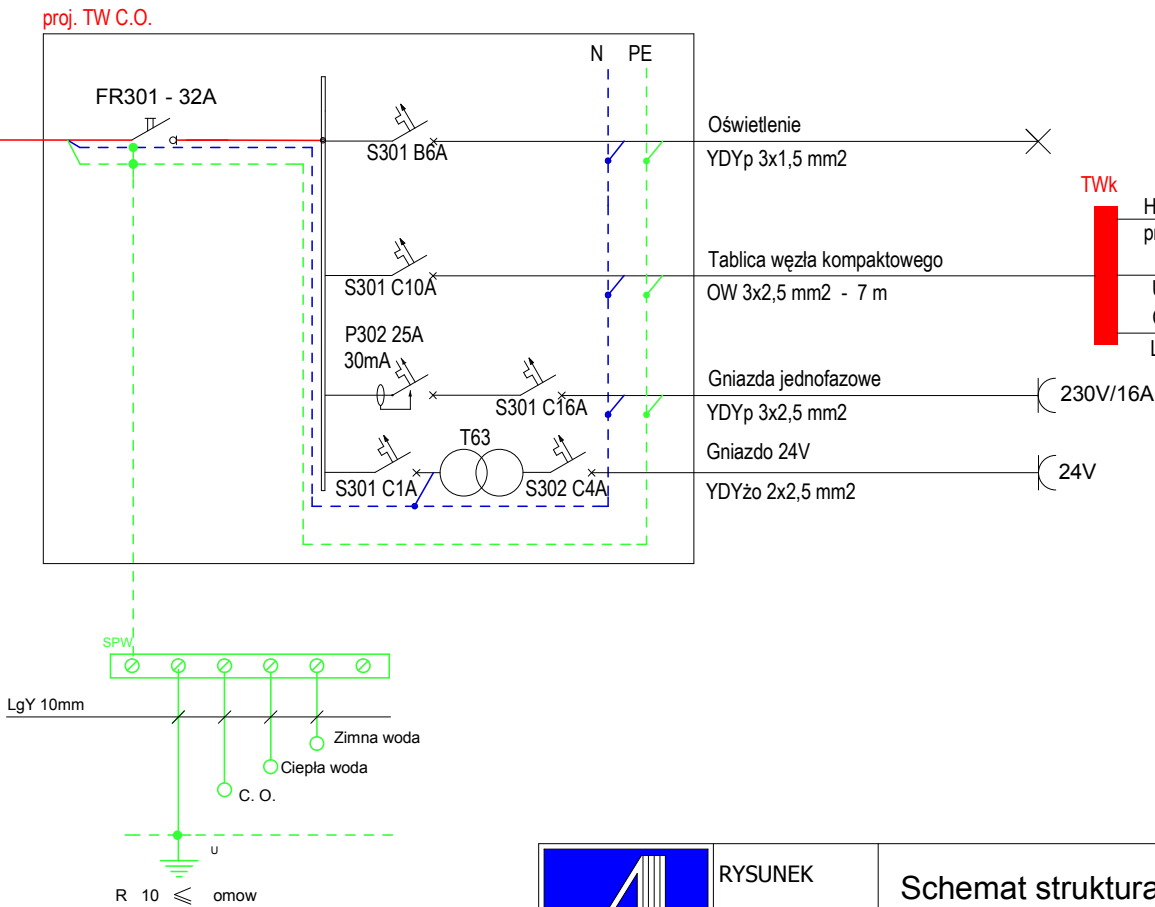 proj. TW C.O.
N PE
FR301 - 32A
S301 B6A
Oświetlenie
YDYp 3x1,5 mm2
TWk
H
pr
Tablica węzła kompaktowego
S301 C10A
OW 3x2,5 mm2 - 7 m
U
L
P302 25A
30mA
Gniazda jednofazowe
S301 C16A
YDYp 3x2,5 mm2
230V/16A
T63
Gniazdo 24V
S301 C1A
S302 C4A
YDYżo 2x2,5 mm2
24V
SPW
LgY 10mm
Zimna woda
Ciepła woda
C. O.
U
R 10 ⩽ omow
RYSUNEK
Schemat struktura